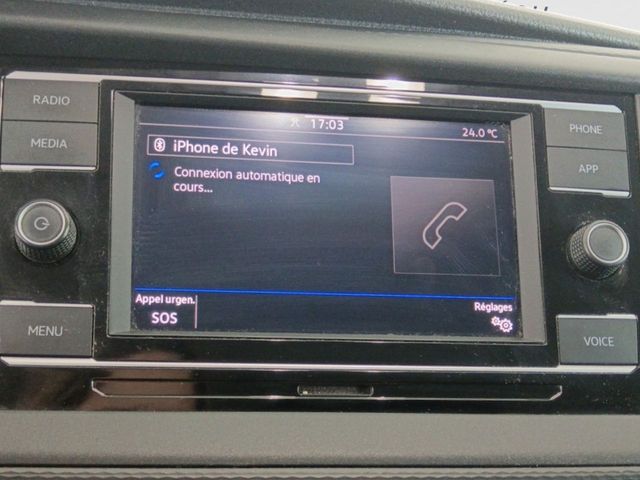 RADIO
MEDIA
MENU
17:03
24.0 °C
iPhone de Kevin
Connexion automatique en
cours...
Appel urgen.
SOS
Réglages
PHONE
APP
VOICE